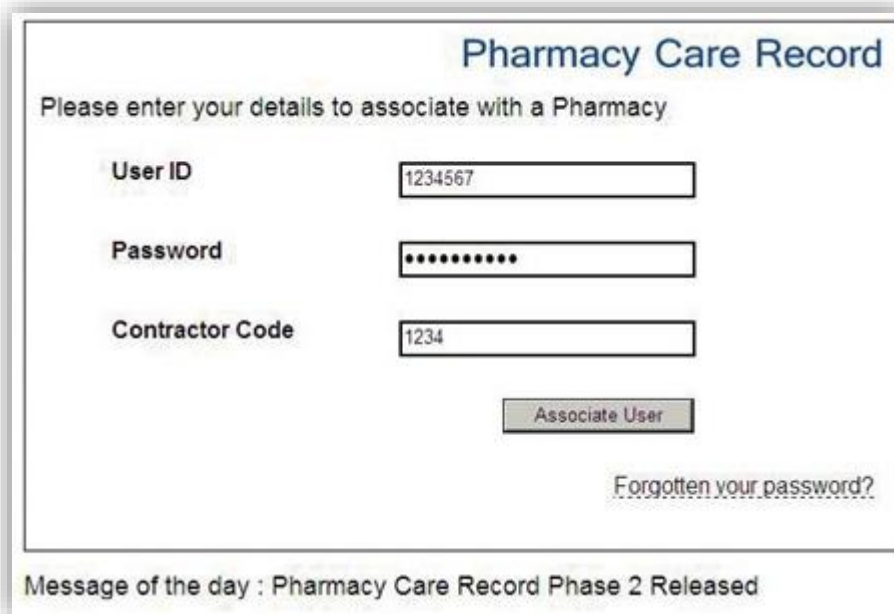 Pharmacy Care Record
Please enter your details to associate with a Pharmacy
User ID
1234567
Password
••••••••••
Contractor Code
1234
Associate User
Forgotten your password?
Message of the day : Pharmacy Care Record Phase 2 Released